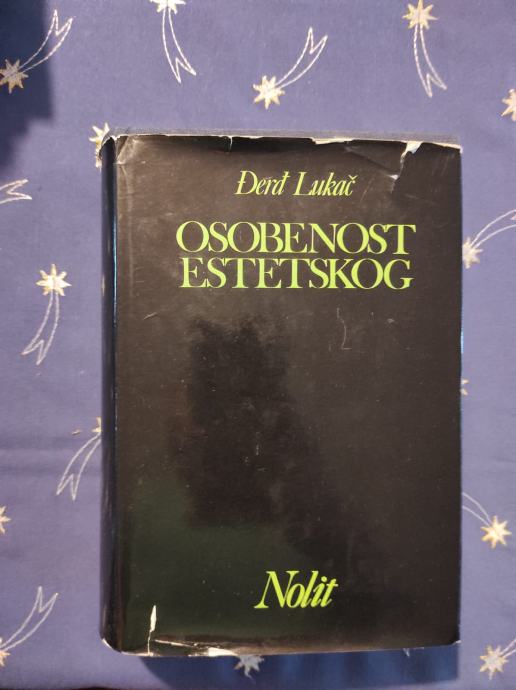 Đerđ Lukač
OSOBENOST
ESTETSKOG
Nolit